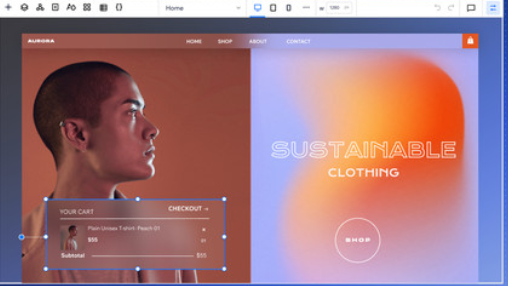 Home
W 1280 PX
AURORA
HOME SHOP ABOUT CONTACT
SUSTAINABLE
CLOTHING
SHOP
YOUR CART CHECKOUT →
Plain Unisex T-shirt- Peach 01
$55
Subtotal $55